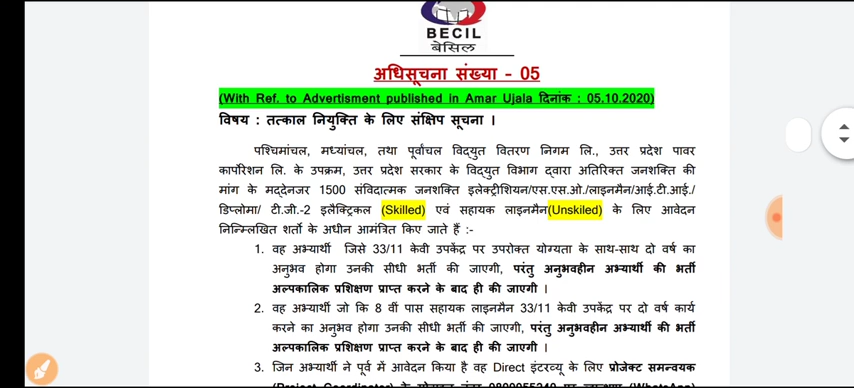 BECIL
बेसिल
अधिसूचना संख्या - 05
(With Ref. to Advertisment published in Amar Ujala दिनांक : 05.10.2020)
विषय : तत्काल नियुक्ति के लिए संक्षिप सूचना ।
पश्चिमांचल, मध्यांचल, तथा पूर्वांचल विद्युत वितरण निगम लि., उत्तर प्रदेश पावर
कार्पोरेशन लि. के उपक्रम, उत्तर प्रदेश सरकार के विद्युत विभाग द्वारा अतिरिक्त जनशक्ति की
मांग के मद्देनजर 1500 संविदात्मक जनशक्ति इलेक्ट्रीशियन/एस.एस.ओ./लाइनमैन/आई.टी.आई./
डिप्लोमा/ टी.जी.-2 इलैक्ट्रिकल (Skilled) एवं सहायक लाइनमैन(Unskiled) के लिए आवेदन
निन्म्लिखित शर्तो के अधीन आमंत्रित किए जाते हैं :-
1. वह अभ्यार्थी जिसे 33/11 केवी उपकेंद्र पर उपरोक्त योग्यता के साथ-साथ दो वर्ष का
अनुभव होगा उनकी सीधी भर्ती की जाएगी, परंतु अनुभवहीन अभ्यार्थी की भर्ती
अल्पकालिक प्रशिक्षण प्राप्त करने के बाद ही की जाएगी ।
2. वह अभ्यार्थी जो कि 8 वीं पास सहायक लाइनमैन 33/11 केवी उपकेंद्र पर दो वर्ष कार्य
करने का अनुभव होगा उनकी सीधी भर्ती की जाएगी, परंतु अनुभवहीन अभ्यार्थी की भर्ती
अल्पकालिक प्रशिक्षण प्राप्त करने के बाद ही की जाएगी ।
3. जिन अभ्यार्थी ने पूर्व में आवेदन किया है वह Direct इंटरव्यू के लिए प्रोजेक्ट समन्वयक
(Project Coordinator) के